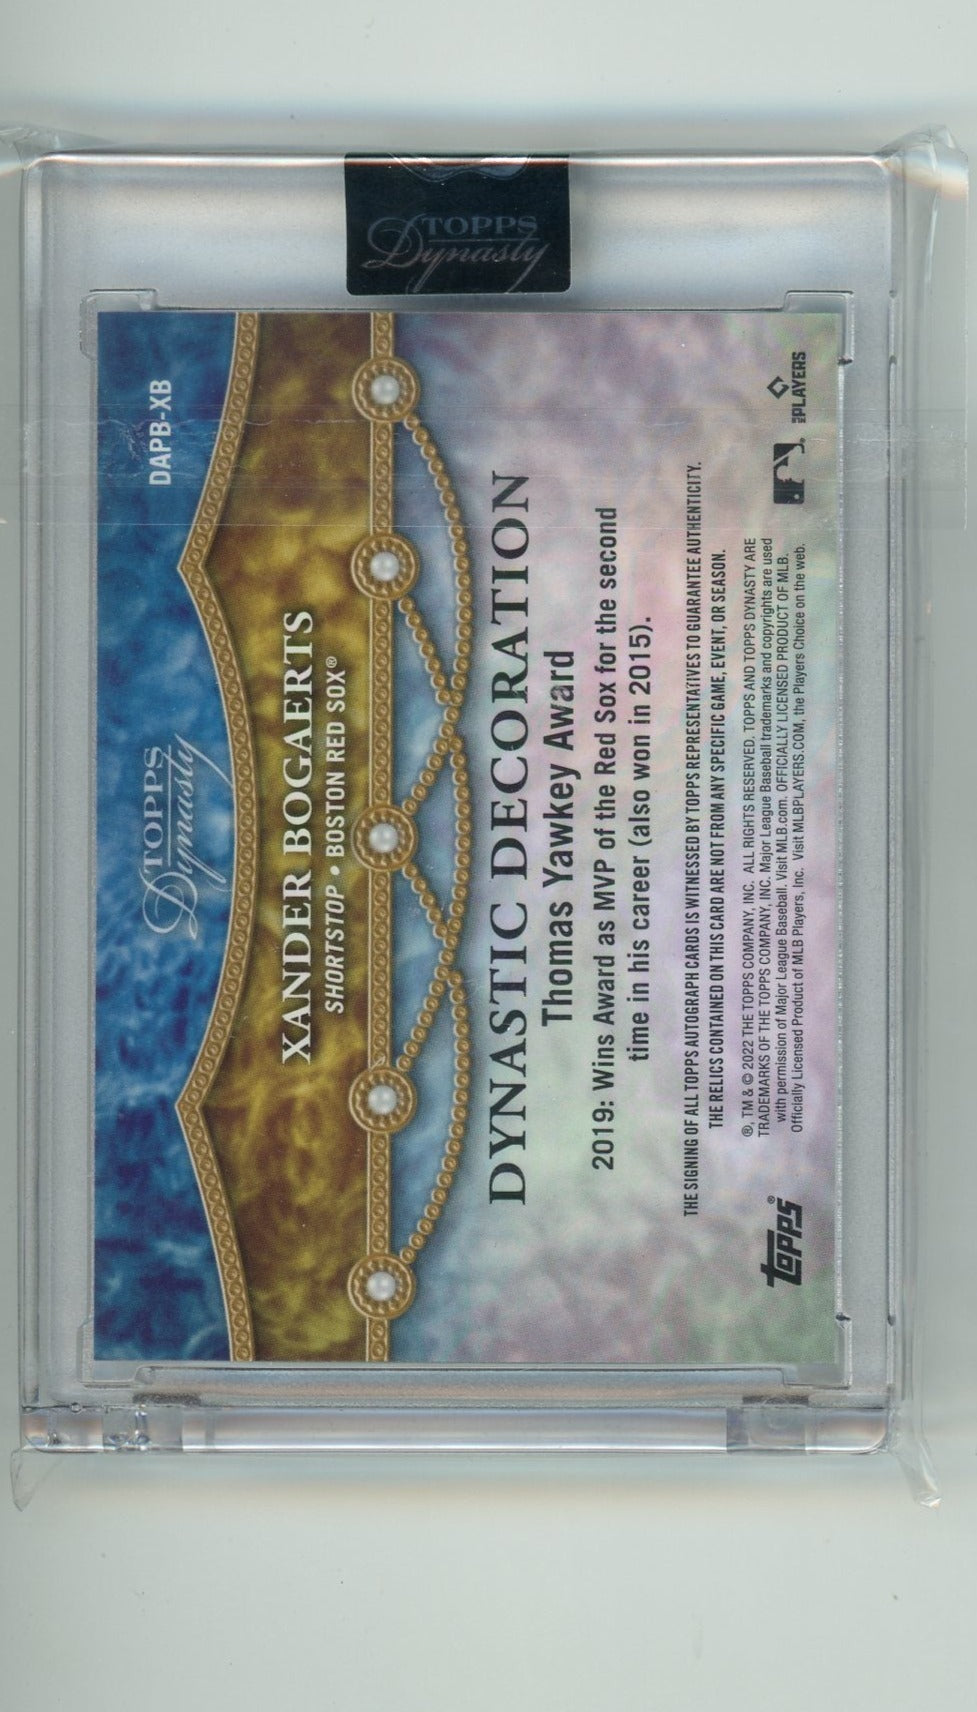 TOPPS
Dynasty
TOPPS
Dynasty
DAPB-XB
XANDER BOGAERTS
SHORTSTOP • BOSTON RED SOX®
DYNASTIC DECORATION
Thomas Yawkey Award
2019: Wins Award as MVP of the Red Sox for the second
time in his career (also won in 2015).
THE SIGNING OF ALL TOPPS AUTOGRAPH CARDS IS WITNESSED BY TOPPS REPRESENTATIVES TO GUARANTEE AUTHENTICITY.
THE RELICS CONTAINED ON THIS CARD ARE NOT FROM ANY SPECIFIC GAME, EVENT, OR SEASON.
®, TM & © 2022 THE TOPPS COMPANY, INC. ALL RIGHTS RESERVED. TOPPS AND TOPPS DYNASTY ARE
TRADEMARKS OF THE TOPPS COMPANY, INC. Major League Baseball trademarks and copyrights are used
with permission of Major League Baseball. Visit MLB.com. OFFICIALLY LICENSED PRODUCT OF MLB.
Officially Licensed Product of MLB Players, Inc. Visit MLBPLAYERS.COM, the Players Choice on the web.
topps®
PLAYERS